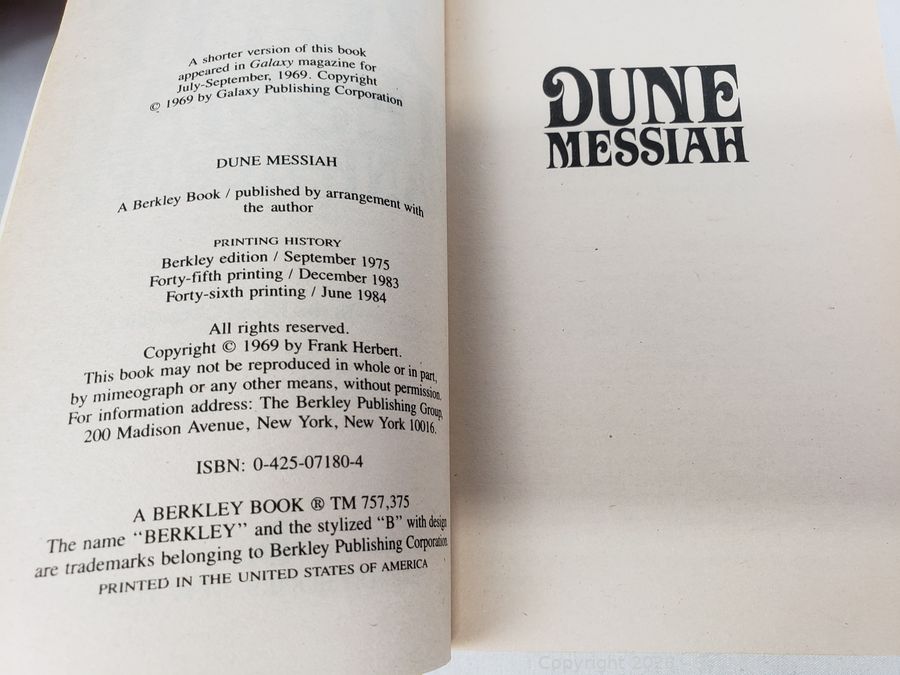 A shorter version of this book
appeared in Galaxy magazine for
July-September, 1969. Copyright
© 1969 by Galaxy Publishing Corporation
DUNE MESSIAH
A Berkley Book / published by arrangement with
the author
PRINTING HISTORY
Berkley edition / September 1975
Forty-fifth printing / December 1983
Forty-sixth printing / June 1984
All rights reserved.
Copyright © 1969 by Frank Herbert.
This book may not be reproduced in whole or in part,
by mimeograph or any other means, without permission.
For information address: The Berkley Publishing Group,
200 Madison Avenue, New York, New York 10016.
ISBN: 0-425-07180-4
A BERKLEY BOOK ® TM 757,375
The name "BERKLEY" and the stylized "B" with design
are trademarks belonging to Berkley Publishing Corporation
PRINTED IN THE UNITED STATES OF AMERICA
DUNE
MESSIAH
Copyright